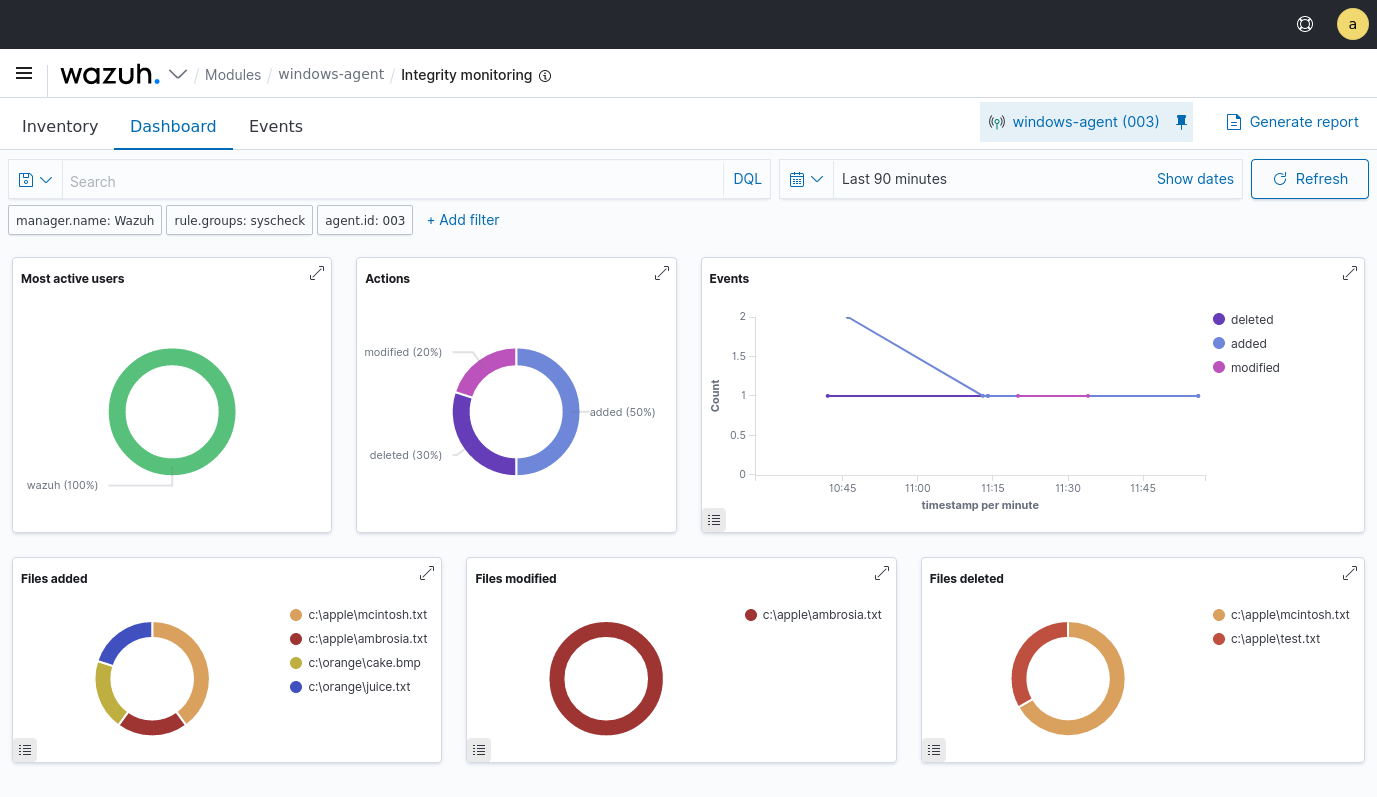 a
wazuh. / Modules / windows-agent / Integrity monitoring
Inventory Dashboard Events windows-agent (003) Generate report
Search DQL Last 90 minutes Show dates Refresh
manager.name: Wazuh rule.groups: syscheck agent.id: 003 + Add filter
Most active users
wazuh (100%)
Actions
modified (20%)
added (50%)
deleted (30%)
Events
2
1.5
1
0.5
0
Count
10:45 11:00 11:15 11:30 11:45
timestamp per minute
deleted
added
modified
Files added
c:\apple\mcintosh.txt
c:\apple\ambrosia.txt
c:\orange\cake.bmp
c:\orange\juice.txt
Files modified
c:\apple\ambrosia.txt
Files deleted
c:\apple\mcintosh.txt
c:\apple\test.txt